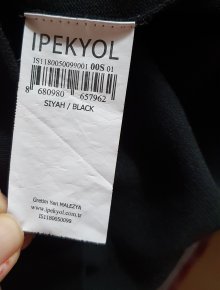 IPEKYOL
IS1180050099001 00S 01
8 680980 657962
SIYAH / BLACK
Üretim Yeri MALEZYA
www.ipekyol.com.tr
IS1180050099